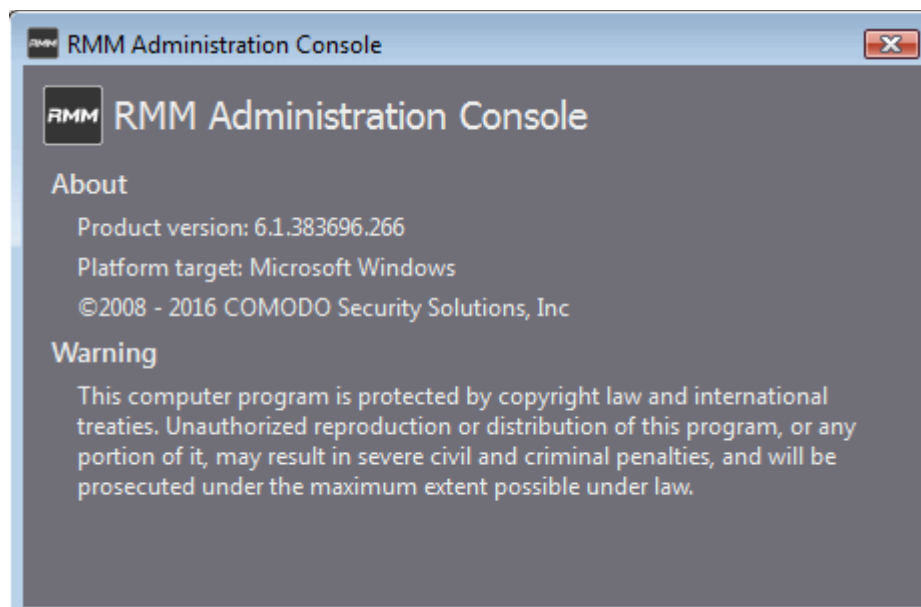 RMM RMM Administration Console
RMM RMM Administration Console
About
Product version: 6.1.383696.266
Platform target: Microsoft Windows
©2008 - 2016 COMODO Security Solutions, Inc
Warning
This computer program is protected by copyright law and international
treaties. Unauthorized reproduction or distribution of this program, or any
portion of it, may result in severe civil and criminal penalties, and will be
prosecuted under the maximum extent possible under law.